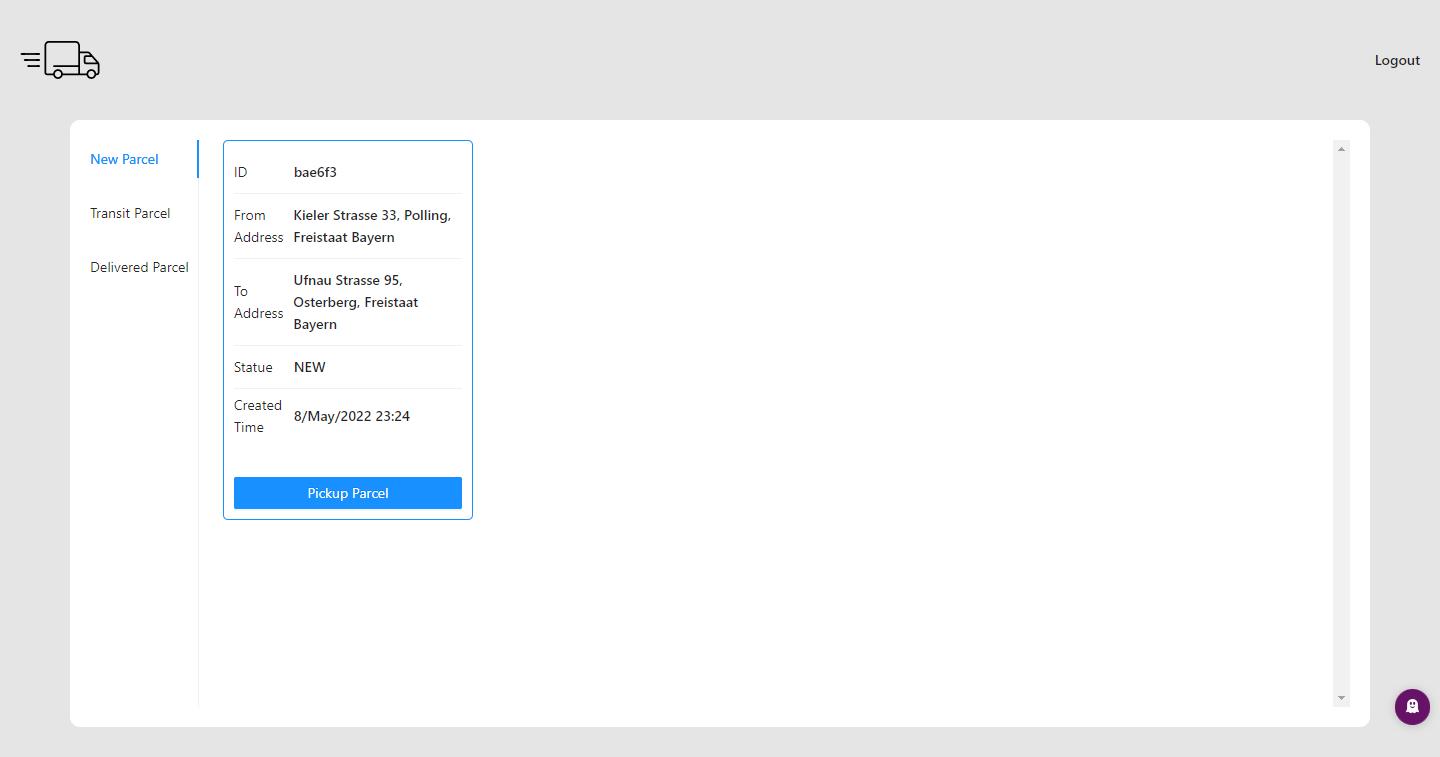 Logout
New Parcel
Transit Parcel
Delivered Parcel
ID bae6f3
From Address
Kieler Strasse 33, Polling,
Freistaat Bayern
To Address
Ufnau Strasse 95,
Osterberg, Freistaat
Bayern
Statue NEW
Created Time
8/May/2022 23:24
Pickup Parcel